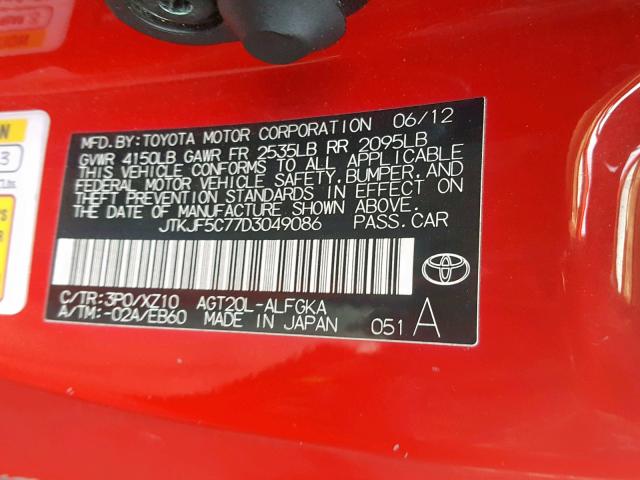 MFD.BY:TOYOTA MOTOR CORPORATION 06/12
GVWR 4150LB GAWR FR 2535LB RR 2095LB
THIS VEHICLE CONFORMS TO ALL APPLICABLE
FEDERAL MOTOR VEHICLE SAFETY,BUMPER, AND
THEFT PREVENTION STANDARDS IN EFFECT ON
THE DATE OF MANUFACTURE SHOWN ABOVE.
JTKJF5C77D3049086 PASS.CAR
C/TR:3P0/XZ10 AGT20L-ALFGKA
A/TM:-02A/EB60 MADE IN JAPAN 051 A
ON
3